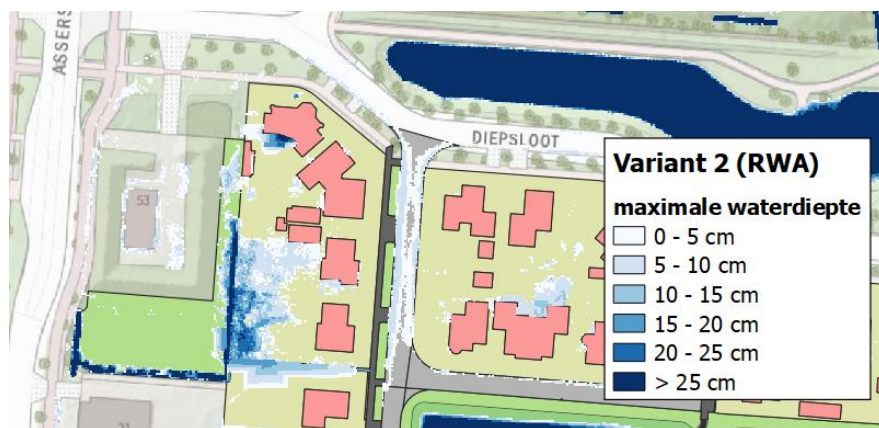 ASSERS
DIEPSLOOT
53
Variant 2 (RWA)
maximale waterdiepte
0 - 5 cm
5 - 10 cm
10 - 15 cm
15 - 20 cm
20 - 25 cm
> 25 cm